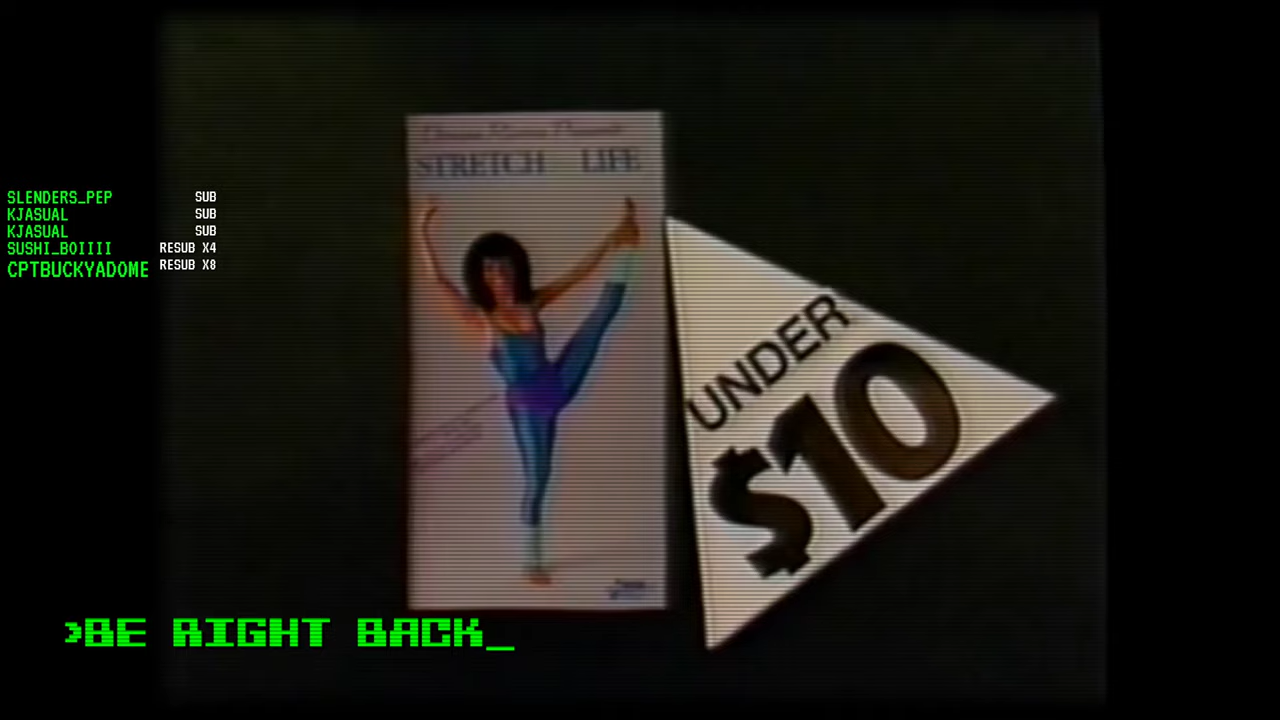 STRETCH LIFE
SLENDERS_PEP SUB
KJASUAL SUB
KJASUAL SUB
SUSHI_BOIIII RESUB X4
CPTBUCKYADOME RESUB X8
UNDER
$10
>BE RIGHT BACK_